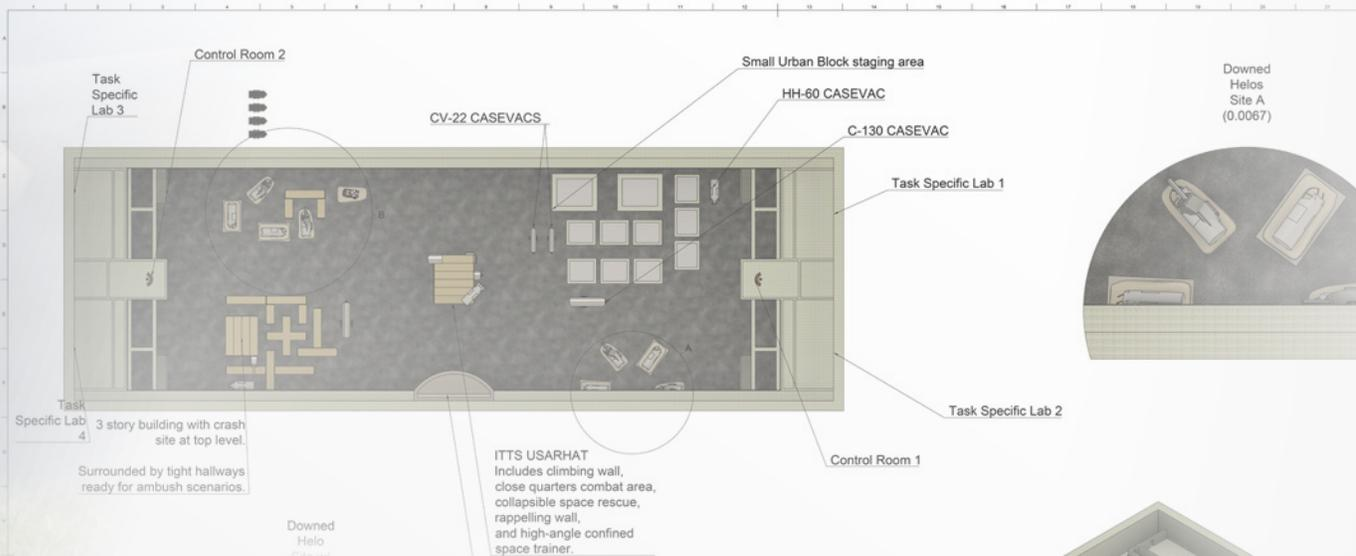 Control Room 2
Task
Specific
Lab 3
Small Urban Block staging area
HH-60 CASEVAC
CV-22 CASEVACS
C-130 CASEVAC
Task Specific Lab 1
Downed
Helos
Site A
(0.0067)
B
A
Task
Specific Lab
4
3 story building with crash
site at top level.
Surrounded by tight hallways
ready for ambush scenarios.
ITTS USARHAT
Includes climbing wall,
close quarters combat area,
collapsible space rescue,
rappelling wall,
and high-angle confined
space trainer.
Task Specific Lab 2
Control Room 1
Downed
Helo